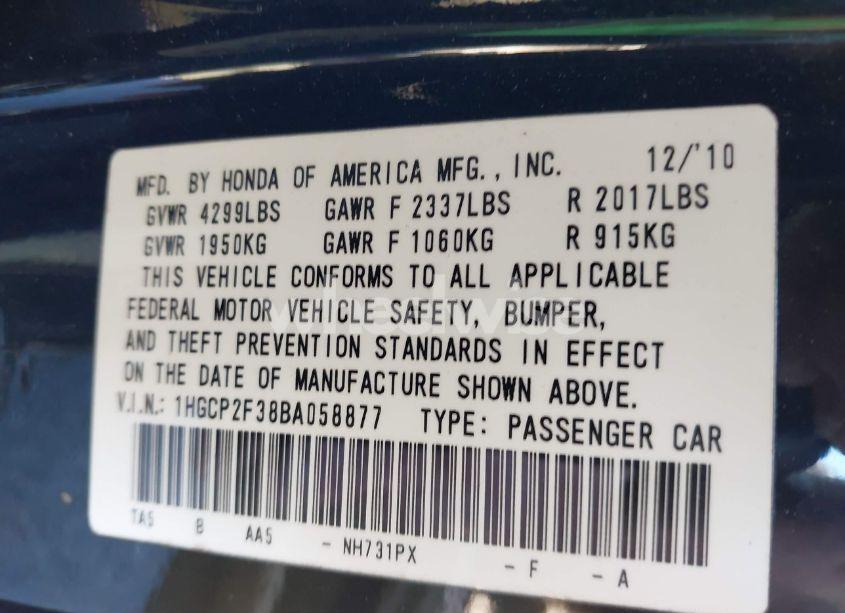 MFD. BY HONDA OF AMERICA MFG., INC. 12/'10
GVWR 4299LBS GAWR F 2337LBS R 2017LBS
GVWR 1950KG GAWR F 1060KG R 915KG
THIS VEHICLE CONFORMS TO ALL APPLICABLE
FEDERAL MOTOR VEHICLE SAFETY, BUMPER,
AND THEFT PREVENTION STANDARDS IN EFFECT
ON THE DATE OF MANUFACTURE SHOWN ABOVE.
V.I.N.: 1HGCP2F38BA058877 TYPE: PASSENGER CAR
TA5 B AA5 - NH731PX - F - A